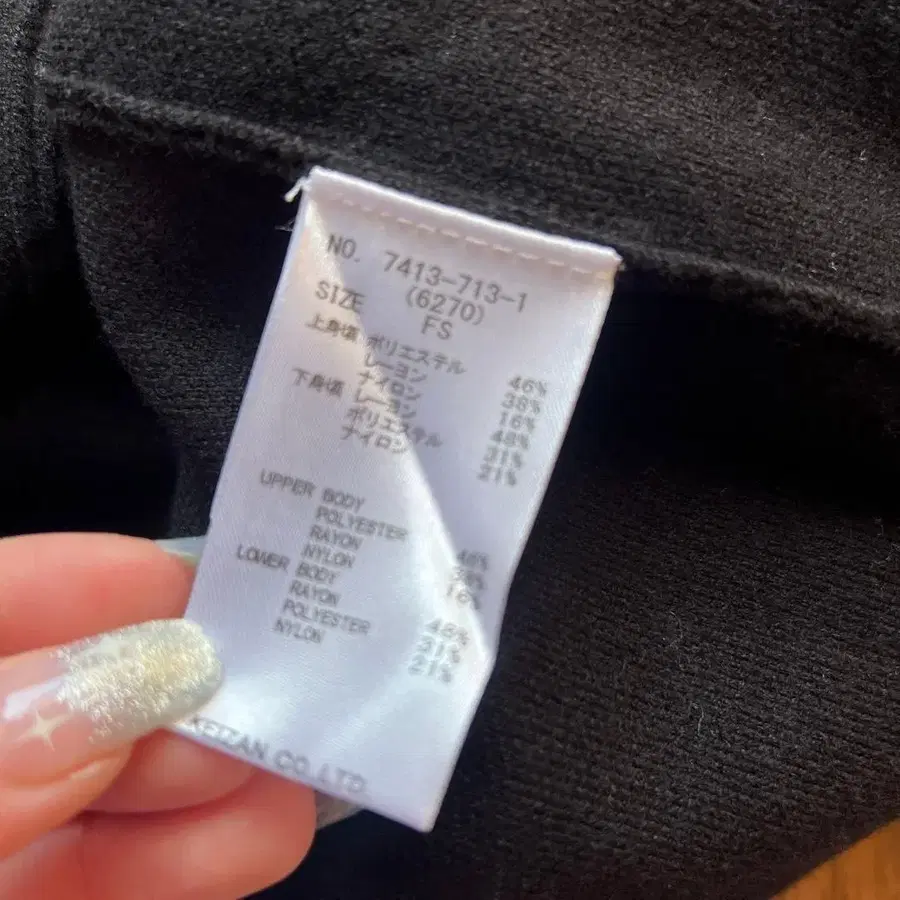 NO. 7413-713-1
(6270)
SIZE FS
上身頃 ポリエステル 46%
レーヨン 38%
ナイロン 16%
下身頃 レーヨン 48%
ポリエステル 31%
ナイロン 21%
UPPER BODY
POLYESTER 46%
RAYON 38%
NYLON 16%
LOWER BODY
RAYON 48%
POLYESTER 31%
NYLON 21%
KEIZAN CO.LTD.